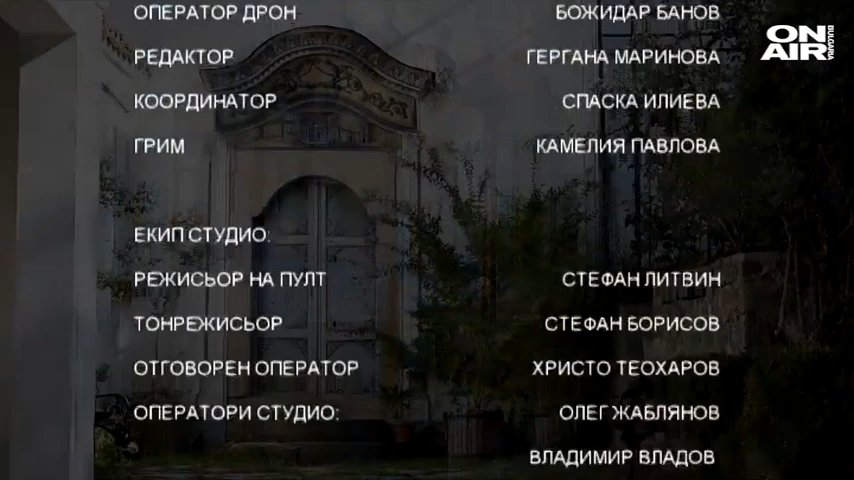 ОПЕРАТОР ДРОН БОЖИДАР БАНОВ
РЕДАКТОР ГЕРГАНА МАРИНОВА
КООРДИНАТОР СПАСКА ИЛИЕВА
ГРИМ КАМЕЛИЯ ПАВЛОВА
ЕКИП СТУДИО:
РЕЖИСЬОР НА ПУЛТ СТЕФАН ЛИТВИН
ТОНРЕЖИСЬОР СТЕФАН БОРИСОВ
ОТГОВОРЕН ОПЕРАТОР ХРИСТО ТЕОХАРОВ
ОПЕРАТОРИ СТУДИО: ОЛЕГ ЖАБЛЯНОВ
ВЛАДИМИР ВЛАДОВ
ON
AIR
BULGARIA